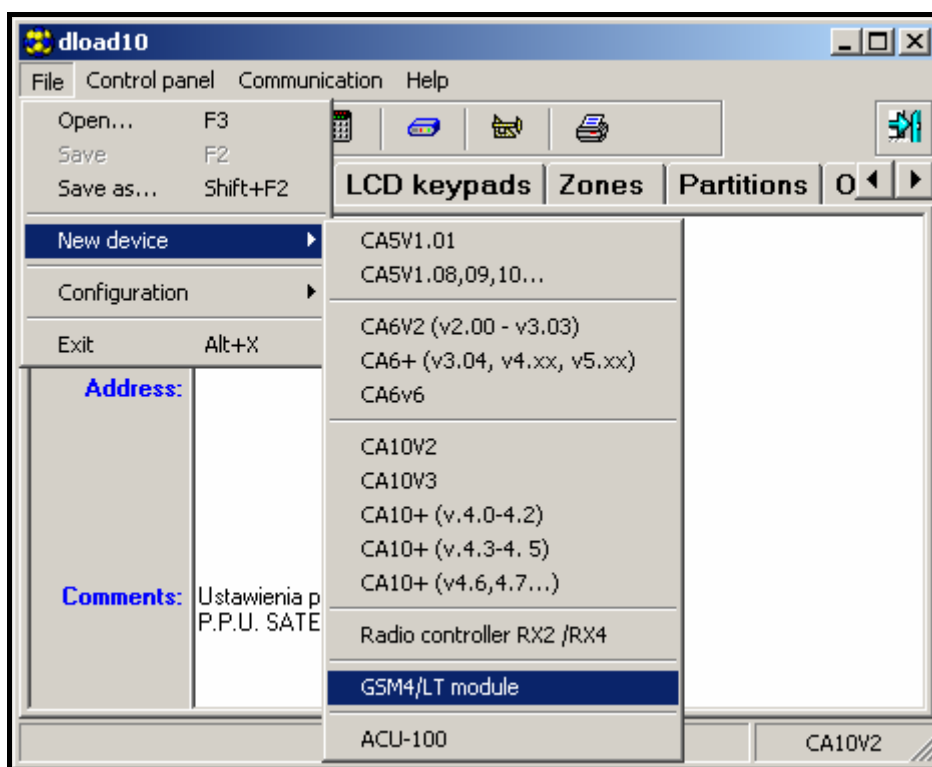 dload10
File Control panel Communication Help
Open... F3
Save F2
Save as... Shift+F2
LCD keypads Zones Partitions O
New device
CA5V1.01
CA5V1.08,09,10...
Configuration
CA6V2 (v2.00 - v3.03)
Exit Alt+X
CA6+ (v3.04, v4.xx, v5.xx)
Address:
CA6v6
CA10V2
CA10V3
CA10+ (v.4.0-4.2)
CA10+ (v.4.3-4. 5)
CA10+ (v4.6,4.7...)
Comments: Ustawienia p
P.P.U. SATE
Radio controller RX2 /RX4
GSM4/LT module
ACU-100
CA10V2